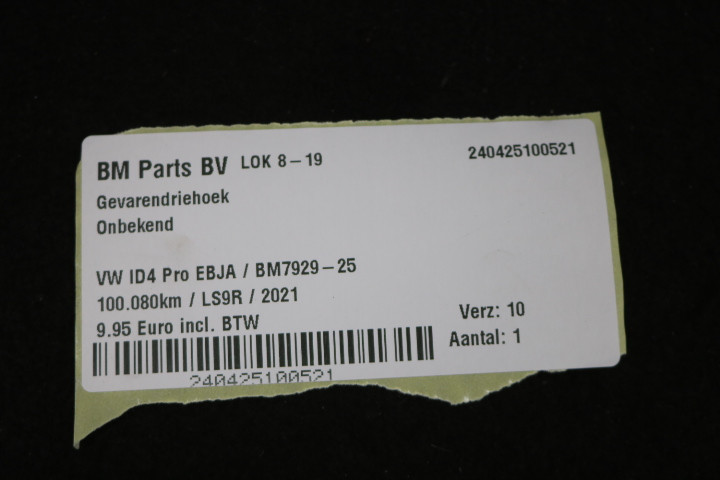 BM Parts BV LOK 8-19 240425100521
Gevarendriehoek
Onbekend
VW ID4 Pro EBJA / BM7929-25
100.080km / LS9R / 2021
9.95 Euro incl. BTW
Verz: 10
Aantal: 1
240425100521